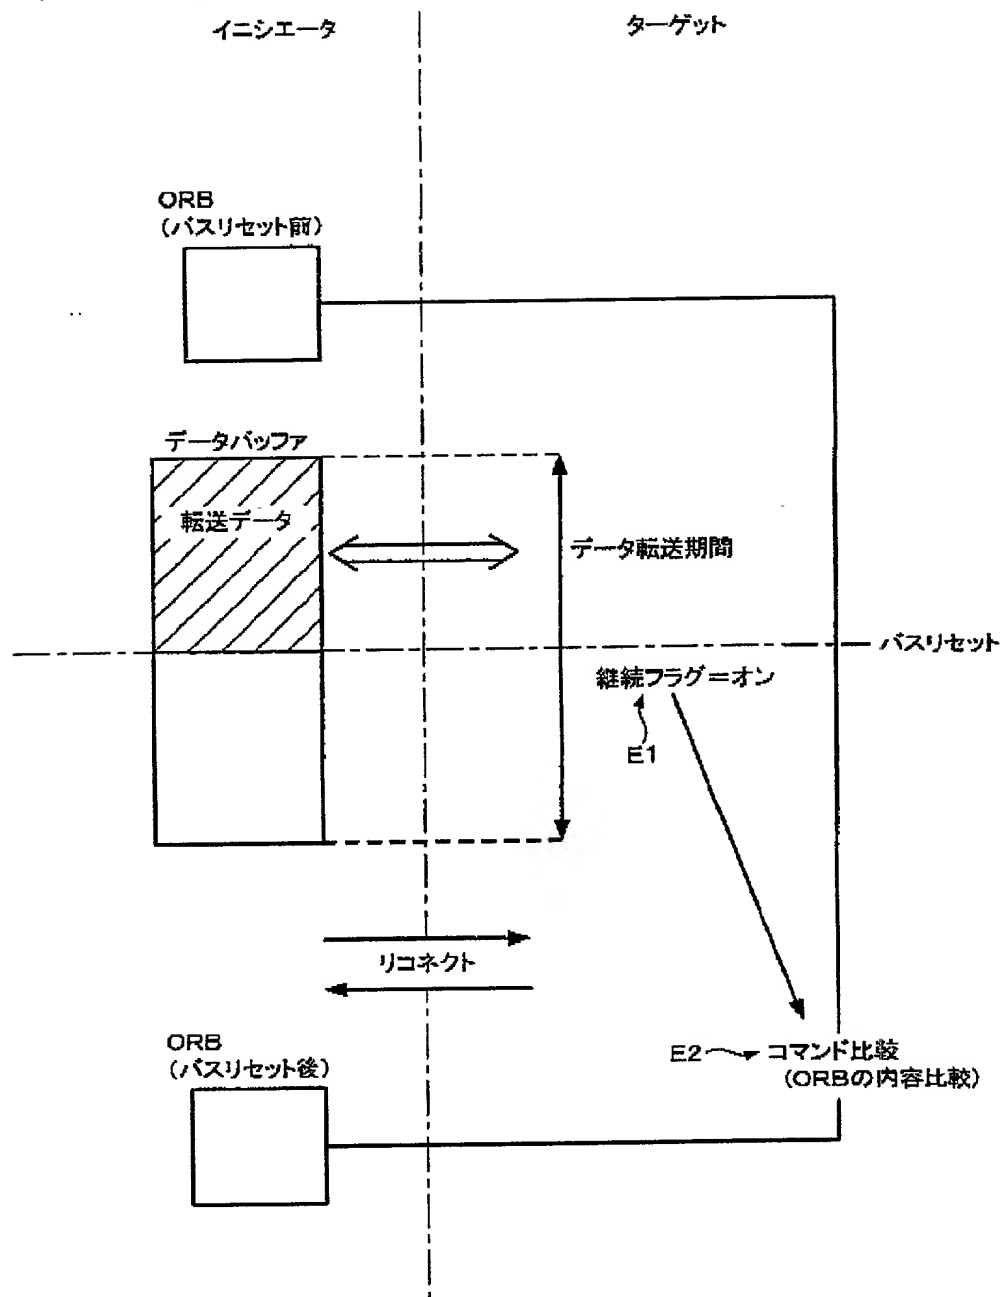 イニシエータ
ターゲット
ORB
(バスリセット前)
データバッファ
転送データ
データ転送期間
バスリセット
継続フラグ=オン
E1
リコネクト
ORB
(バスリセット後)
E2
コマンド比較
(ORBの内容比較)